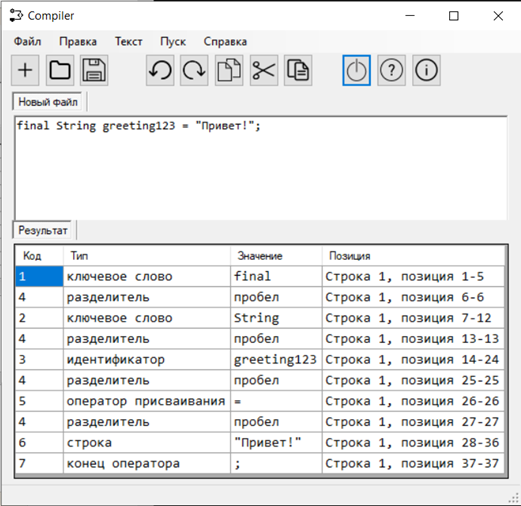 Compiler
Файл Правка Текст Пуск Справка
Новый файл
final String greeting123 = "Привет!";
Результат
Код Тип Значение Позиция
1 ключевое слово final Строка 1, позиция 1-5
4 разделитель пробел Строка 1, позиция 6-6
2 ключевое слово String Строка 1, позиция 7-12
4 разделитель пробел Строка 1, позиция 13-13
3 идентификатор greeting123 Строка 1, позиция 14-24
4 разделитель пробел Строка 1, позиция 25-25
5 оператор присваивания = Строка 1, позиция 26-26
4 разделитель пробел Строка 1, позиция 27-27
6 строка "Привет!" Строка 1, позиция 28-36
7 конец оператора ; Строка 1, позиция 37-37